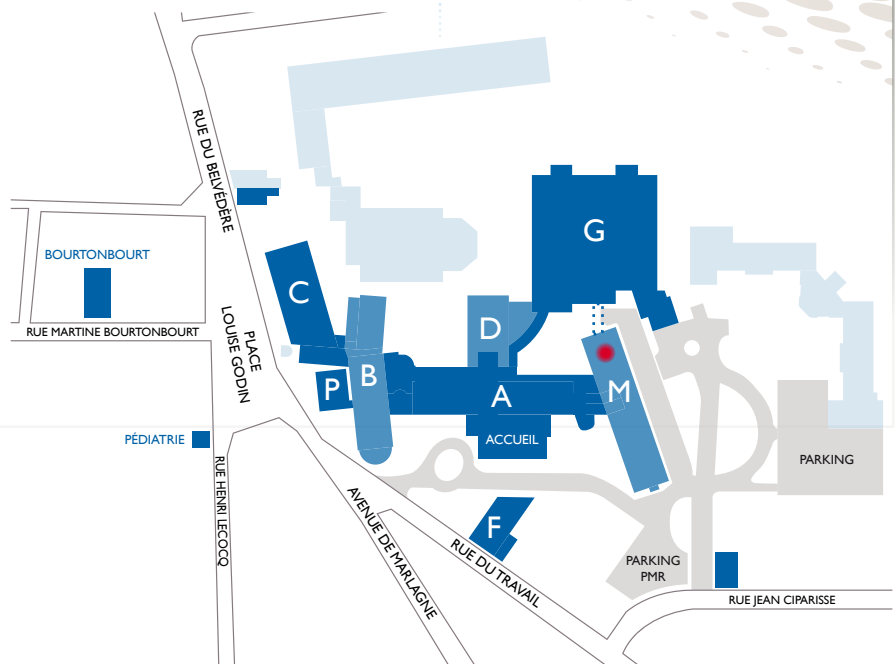 RUE DU BELVÉDÈRE
G
BOURTONBOURT
C
RUE MARTINE BOURTONBOURT
PLACE
LOUISE GODIN
D
P
B
A
M
PÉDIATRIE
ACCUEIL
PARKING
RUE HENRI LECOCQ
AVENUE DE MARLAGNE
F
RUE DU TRAVAIL
PARKING
PMR
RUE JEAN CIPARISSE